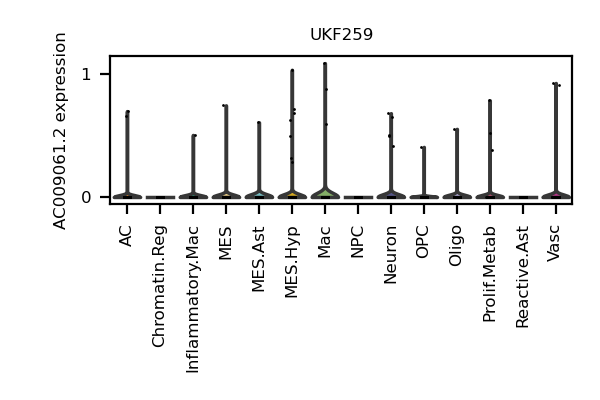 UKF259
AC009061.2 expression
1
0
AC
Chromatin.Reg
Inflammatory.Mac
MES
MES.Ast
MES.Hyp
Mac
NPC
Neuron
OPC
Oligo
Prolif.Metab
Reactive.Ast
Vasc